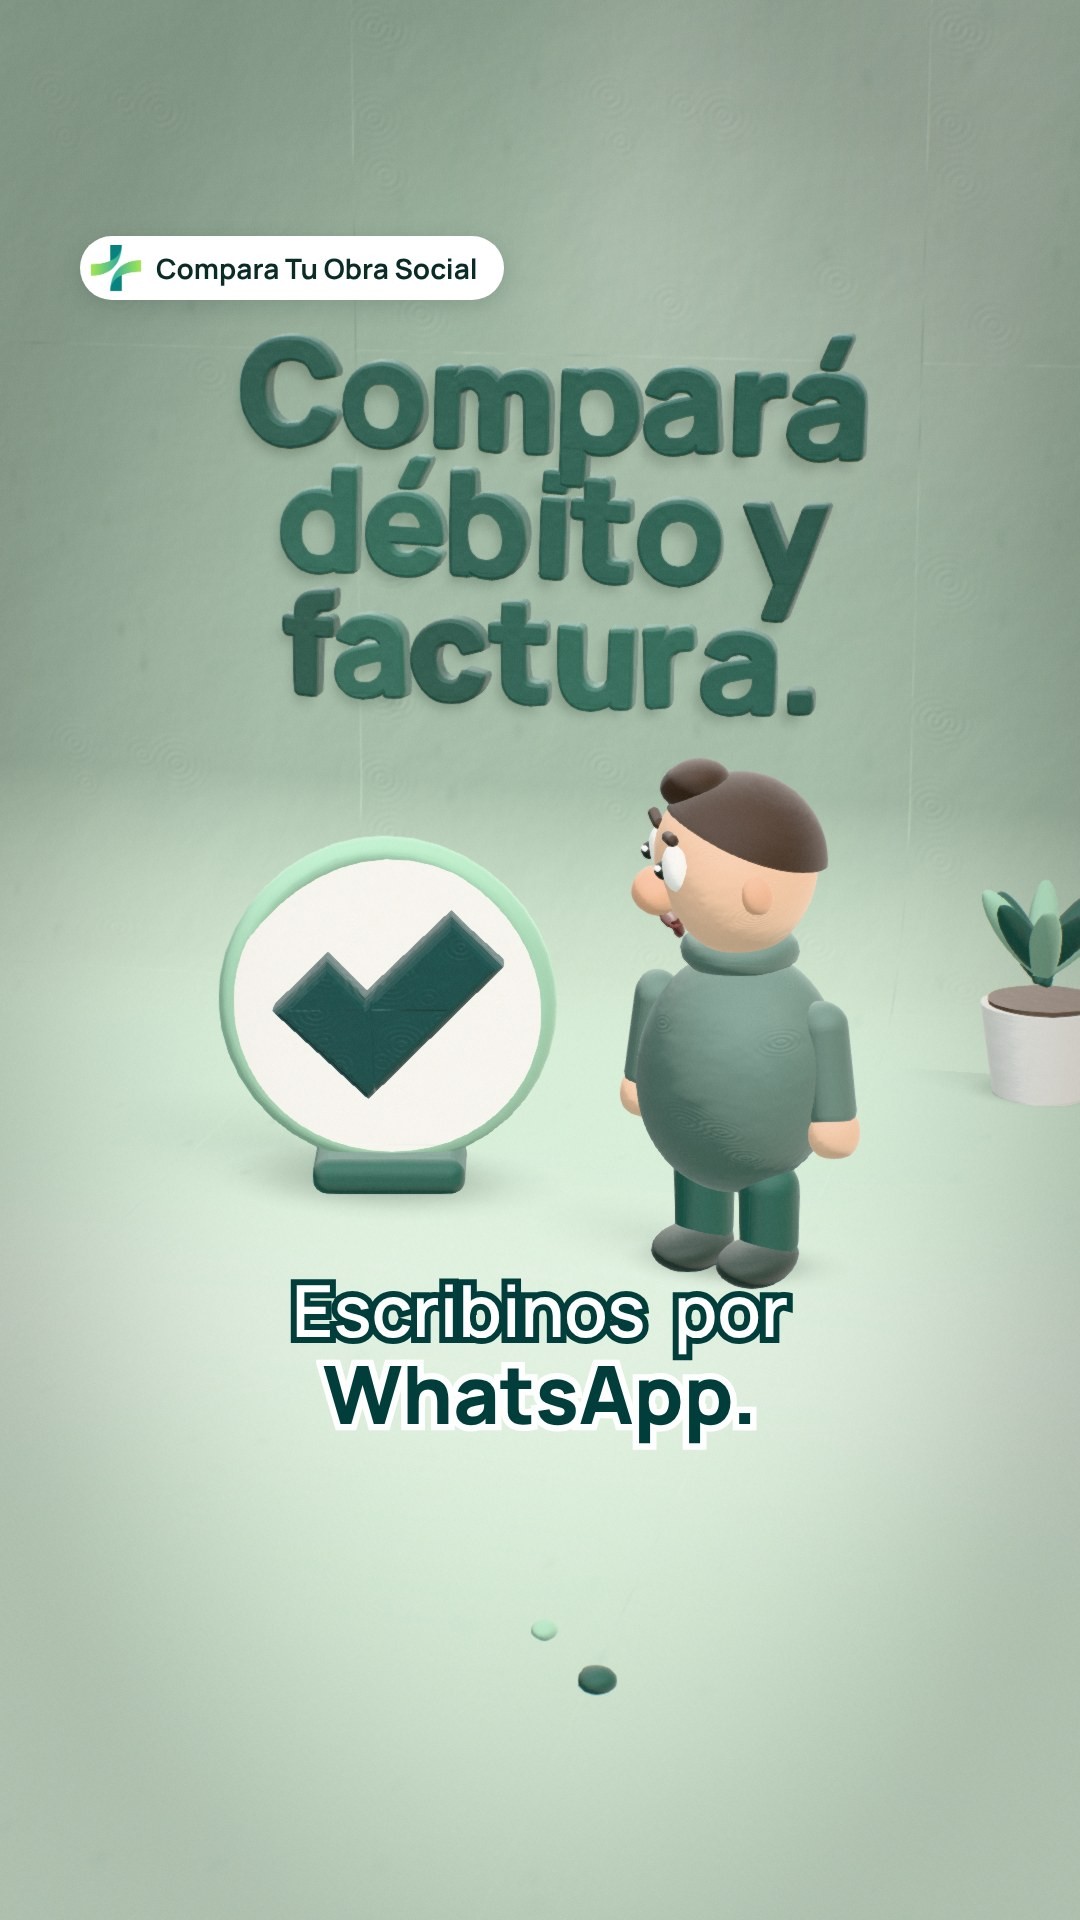 Compara Tu Obra Social
Compará
débito y
factura.
Escribinos por
WhatsApp.